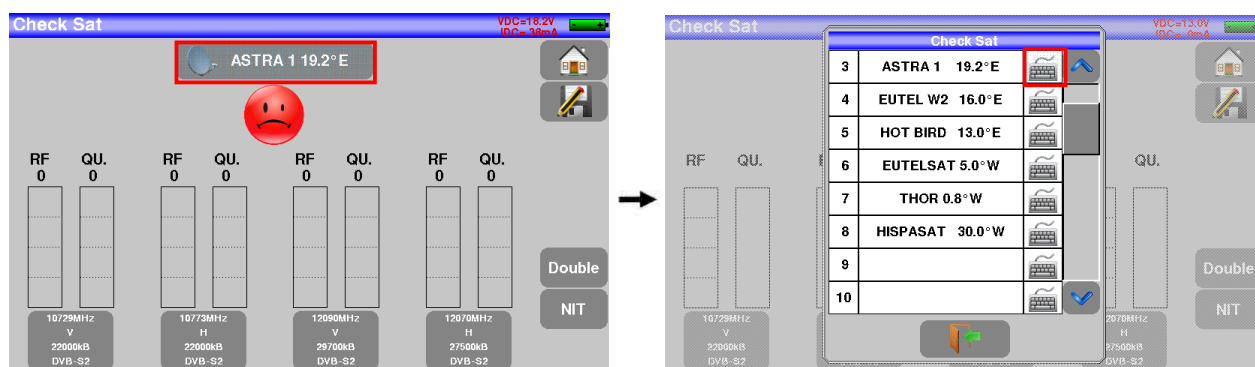 Check Sat
VDC=18.2V
IDC= 38mA
ASTRA 1 19.2°E
RF QU. RF QU. RF QU. RF QU.
0 0 0 0 0 0 0 0
Double
NIT
10729MHz
V
22000kB
DVB-S2
10773MHz
H
22000kB
DVB-S2
12090MHz
V
29700kB
DVB-S2
12070MHz
H
27500kB
DVB-S2
Check Sat
VDC=13.0V
IDC= 0mA
Check Sat
3 ASTRA 1 19.2°E
4 EUTEL W2 16.0°E
5 HOT BIRD 13.0°E
6 EUTELSAT 5.0°W
7 THOR 0.8°W
8 HISPASAT 30.0°W
9
10
RF QU.
QU.
Double
NIT
10729MHz
V
22000kB
DVB-S2
2070MHz
H
27500kB
DVB-S2